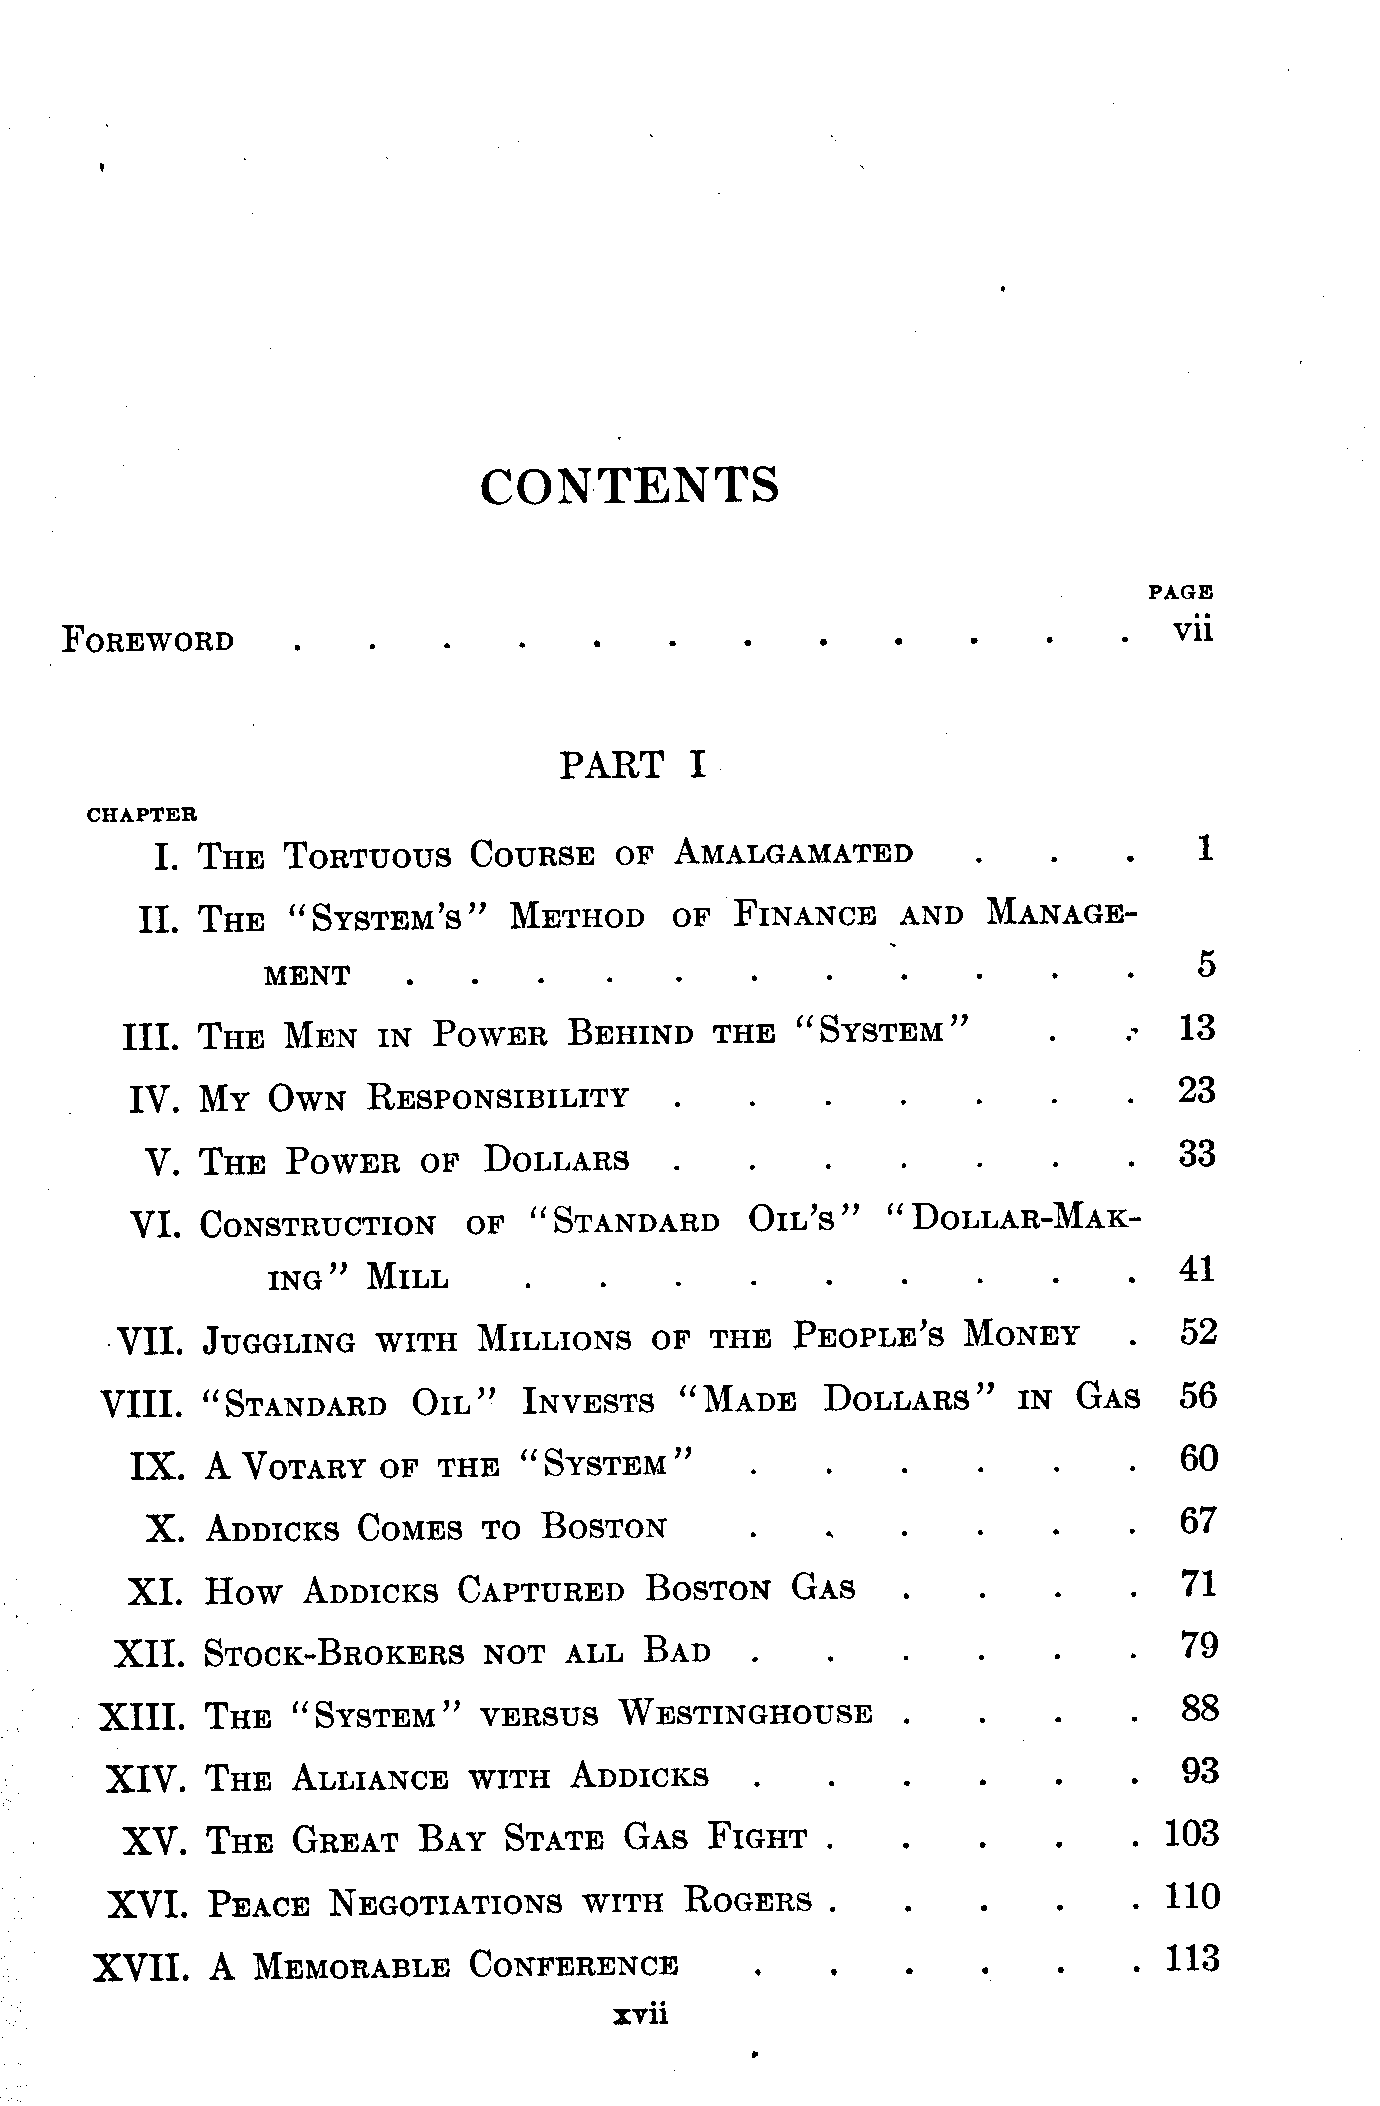 CONTENTS
PAGE
FOREWORD . . . . . . . . . . . . vii
PART I
CHAPTER
I. THE TORTUOUS COURSE OF AMALGAMATED . . . 1
II. THE "SYSTEM'S" METHOD OF FINANCE AND MANAGE-
MENT . . . . . . . . . . 5
III. THE MEN IN POWER BEHIND THE "SYSTEM" . . 13
IV. MY OWN RESPONSIBILITY . . . . . . . 23
V. THE POWER OF DOLLARS . . . . . . . 33
VI. CONSTRUCTION OF "STANDARD OIL'S" "DOLLAR-MAK-
ING" MILL . . . . . . . . . 41
VII. JUGGLING WITH MILLIONS OF THE PEOPLE'S MONEY . 52
VIII. "STANDARD OIL" INVESTS "MADE DOLLARS" IN GAS 56
IX. A VOTARY OF THE "SYSTEM" . . . . . . 60
X. ADDICKS COMES TO BOSTON . . . . . . 67
XI. HOW ADDICKS CAPTURED BOSTON GAS . . . . 71
XII. STOCK-BROKERS NOT ALL BAD . . . . . . 79
XIII. THE "SYSTEM" VERSUS WESTINGHOUSE . . . . 88
XIV. THE ALLIANCE WITH ADDICKS . . . . . . 93
XV. THE GREAT BAY STATE GAS FIGHT . . . . . 103
XVI. PEACE NEGOTIATIONS WITH ROGERS . . . . . 110
XVII. A MEMORABLE CONFERENCE . . . . . . 113
xvii